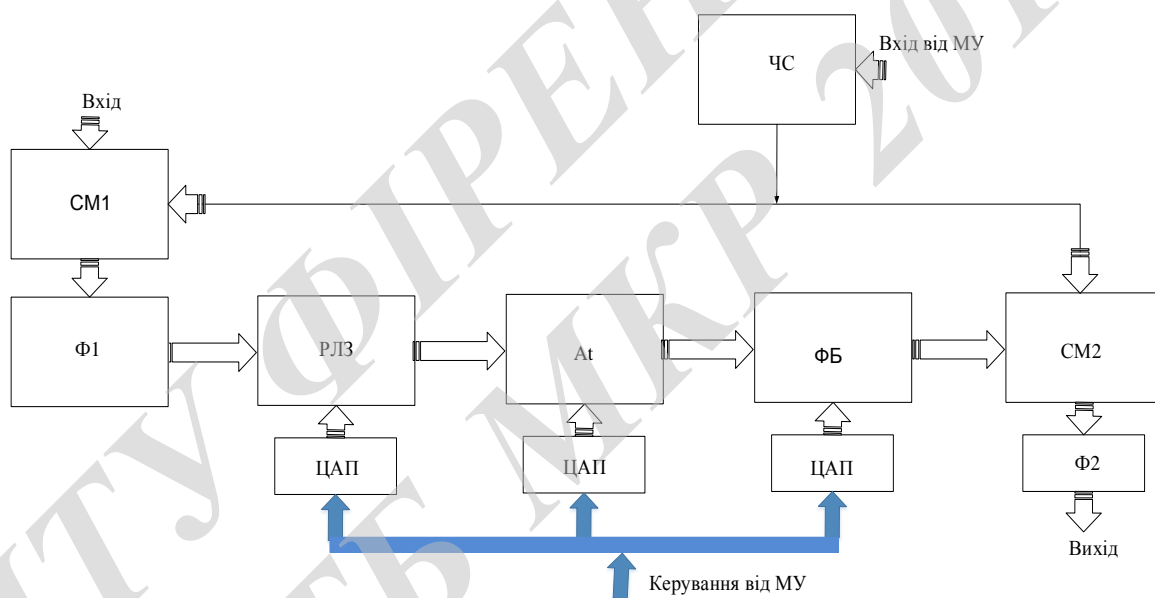 ЧС
Вхід від МУ
Вхід
СМ1
Ф1
РЛЗ
At
ФБ
СМ2
ЦАП
ЦАП
ЦАП
Ф2
Вихід
Керування від МУ